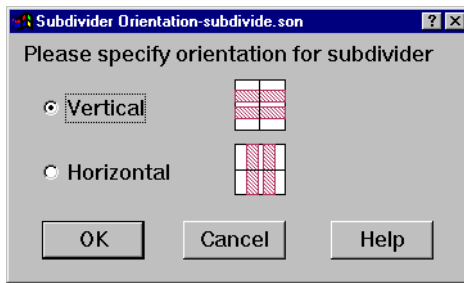 Subdivider Orientation-subdivide.son
Please specify orientation for subdivider
Vertical
Horizontal
OK Cancel Help